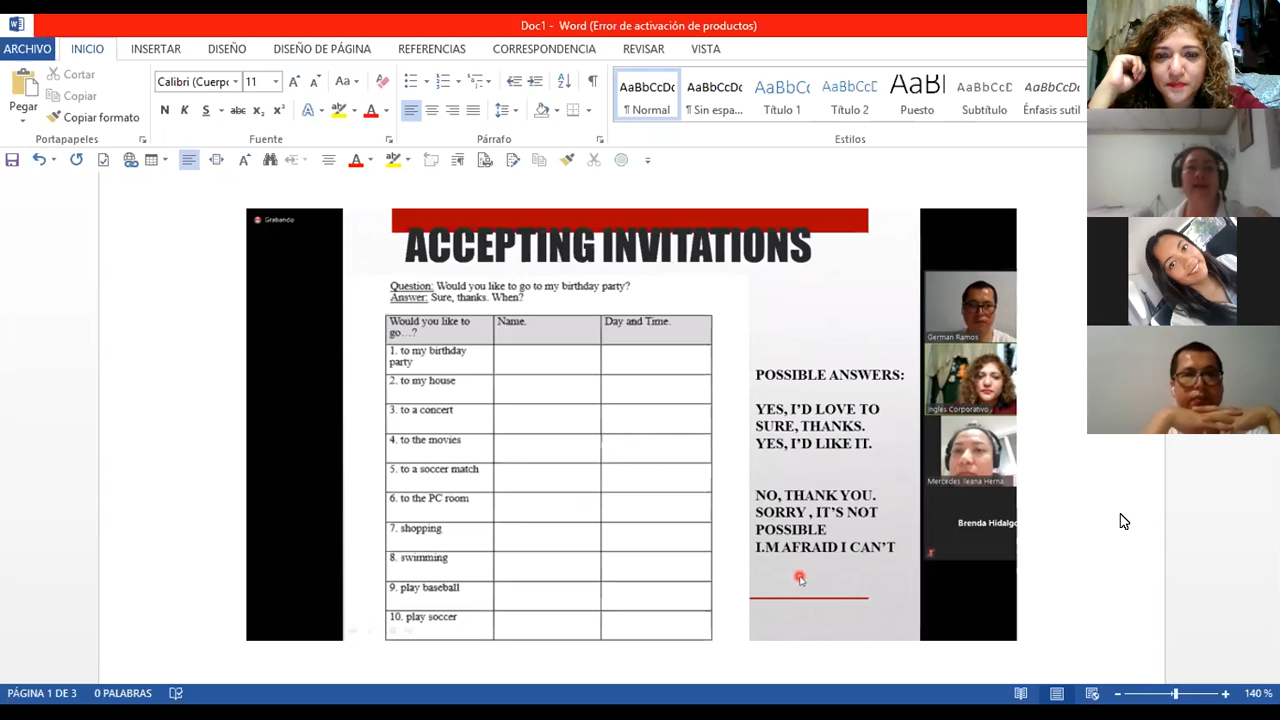 Doc1 - Word (Error de activación de productos)
ARCHIVO INICIO INSERTAR DISEÑO DISEÑO DE PÁGINA REFERENCIAS CORRESPONDENCIA REVISAR VISTA
Pegar
Cortar
Copiar
Copiar formato
Portapapeles
Calibri (Cuerpo 11
Aa
N K S abc x₂ x²
Fuente
Párrafo
AaBbCcDc AaBbCcDc AaBbCc AaBbCcD AaBl AaBbCcD AaBbCcDt
¶ Normal ¶ Sin espa... Título 1 Título 2 Puesto Subtítulo Énfasis sutil
Estilos
Grabando
ACCEPTING INVITATIONS
Question: Would you like to go to my birthday party?
Answer: Sure, thanks. When?
Would you like to go…? Name. Day and Time.
1. to my birthday party
2. to my house
3. to a concert
4. to the movies
5. to a soccer match
6. to the PC room
7. shopping
8. swimming
9. play baseball
10. play soccer
POSSIBLE ANSWERS:
YES, I'D LOVE TO
SURE, THANKS.
YES, I'D LIKE IT.
NO, THANK YOU.
SORRY , IT'S NOT
POSSIBLE
I.M AFRAID I CAN'T
German Ramos
Ingles Corporativo
Mercedes Ileana Herna
Brenda Hidalgo
PÁGINA 1 DE 3 0 PALABRAS
140 %